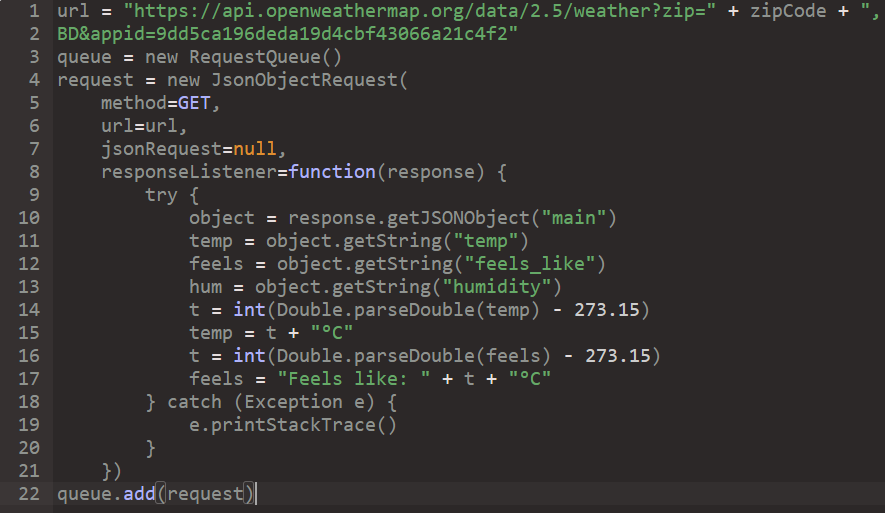 1 url = "https://api.openweathermap.org/data/2.5/weather?zip=" + zipCode + ",
2 BD&appid=9dd5ca196deda19d4cbf43066a21c4f2"
3 queue = new RequestQueue()
4 request = new JsonObjectRequest(
5     method=GET,
6     url=url,
7     jsonRequest=null,
8     responseListener=function(response) {
9         try {
10             object = response.getJSONObject("main")
11             temp = object.getString("temp")
12             feels = object.getString("feels_like")
13             hum = object.getString("humidity")
14             t = int(Double.parseDouble(temp) - 273.15)
15             temp = t + "°C"
16             t = int(Double.parseDouble(feels) - 273.15)
17             feels = "Feels like: " + t + "°C"
18         } catch (Exception e) {
19             e.printStackTrace()
20         }
21     })
22 queue.add(request)